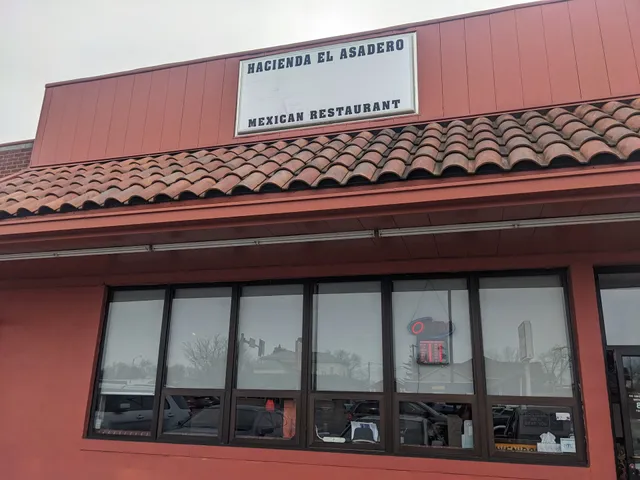 HACIENDA EL ASADERO
MEXICAN RESTAURANT